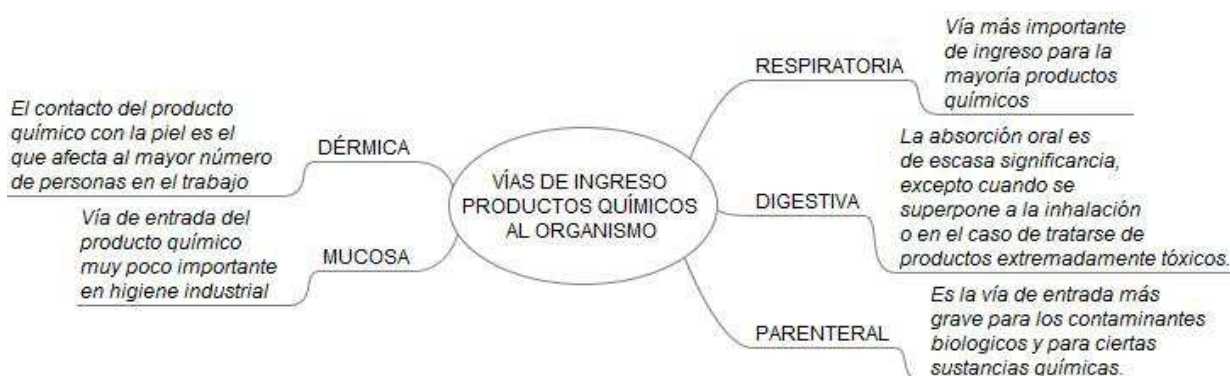 VÍAS DE INGRESO
PRODUCTOS QUÍMICOS
AL ORGANISMO
RESPIRATORIA
Vía más importante
de ingreso para la
mayoría productos
químicos
DIGESTIVA
La absorción oral es
de escasa significancia,
excepto cuando se
superpone a la inhalación
o en el caso de tratarse de
productos extremadamente tóxicos.
PARENTERAL
Es la vía de entrada más
grave para los contaminantes
biologicos y para ciertas
sustancias químicas.
DÉRMICA
El contacto del producto
químico con la piel es el
que afecta al mayor número
de personas en el trabajo
MUCOSA
Vía de entrada del
producto químico
muy poco importante
en higiene industrial